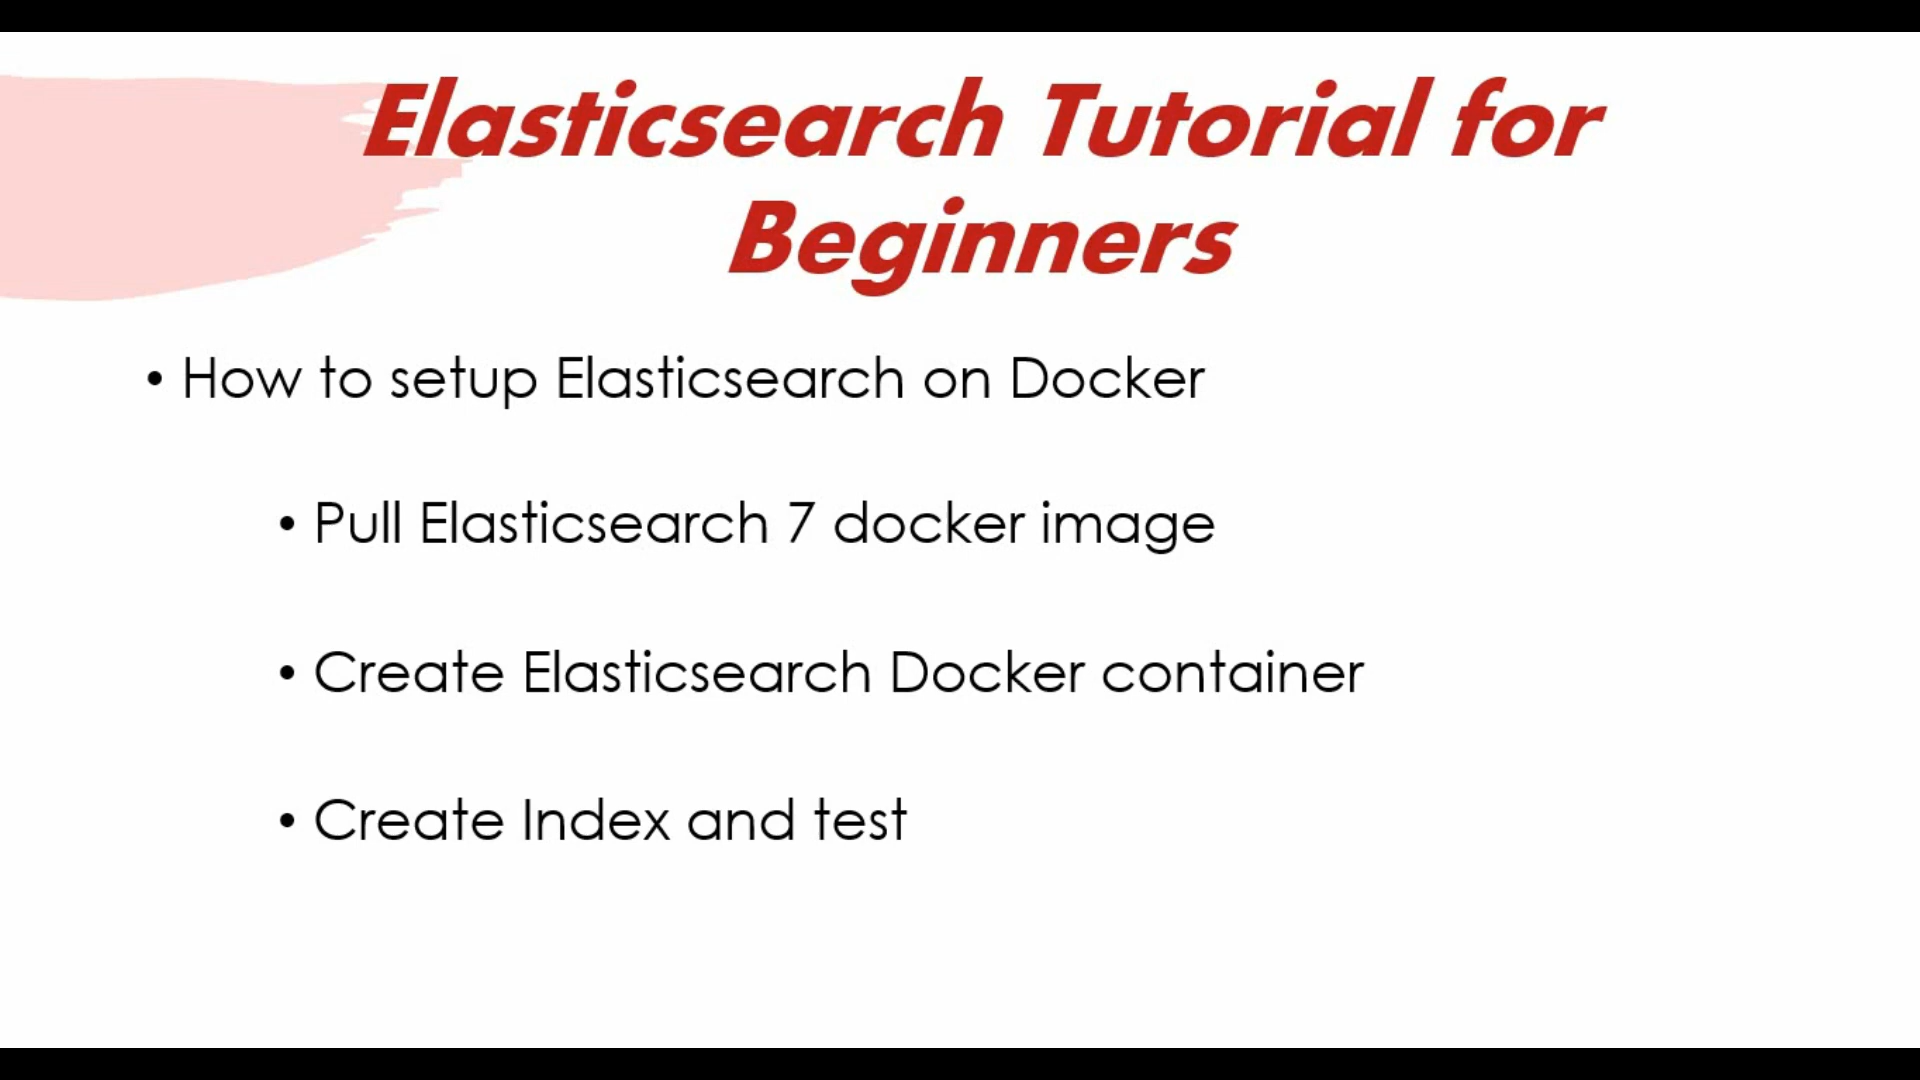 Elasticsearch Tutorial for
Beginners
• How to setup Elasticsearch on Docker
• Pull Elasticsearch 7 docker image
• Create Elasticsearch Docker container
• Create Index and test